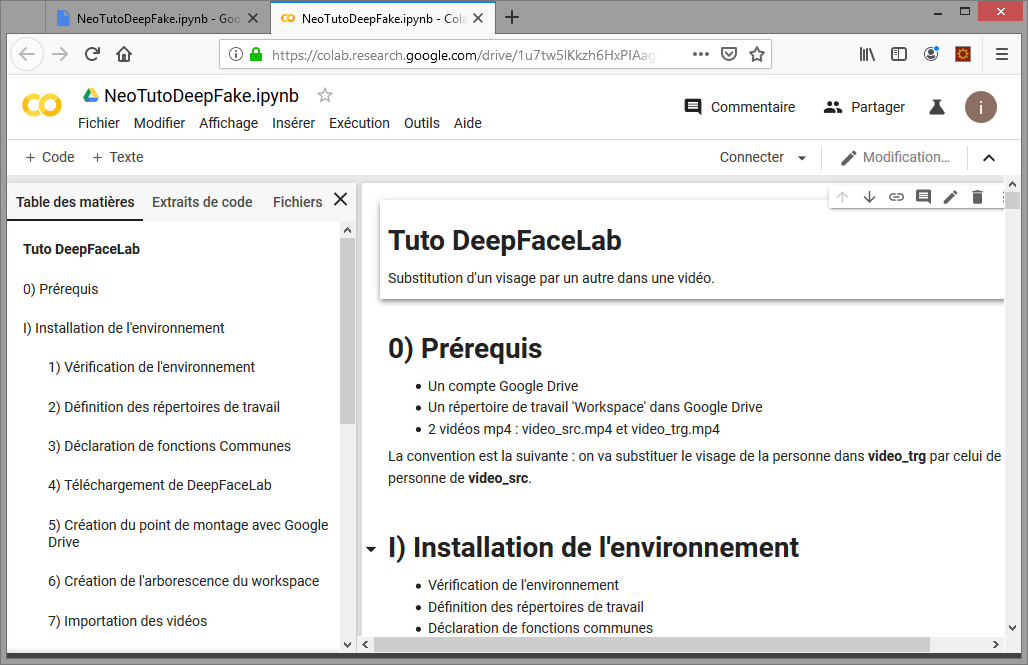 NeoTutoDeepFake.ipynb - Goo
NeoTutoDeepFake.ipynb - Cola
https://colab.research.google.com/drive/1u7tw5lKkzh6HxPIAag
NeoTutoDeepFake.ipynb
Fichier Modifier Affichage Insérer Exécution Outils Aide
Commentaire
Partager
i
+ Code + Texte
Connecter
Modification...
Table des matières Extraits de code Fichiers
Tuto DeepFaceLab
0) Prérequis
I) Installation de l'environnement
1) Vérification de l'environnement
2) Définition des répertoires de travail
3) Déclaration de fonctions Communes
4) Téléchargement de DeepFaceLab
5) Création du point de montage avec Google
Drive
6) Création de l'arborescence du workspace
7) Importation des vidéos
Tuto DeepFaceLab
Substitution d'un visage par un autre dans une vidéo.
0) Prérequis
• Un compte Google Drive
• Un répertoire de travail 'Workspace' dans Google Drive
• 2 vidéos mp4 : video_src.mp4 et video_trg.mp4
La convention est la suivante : on va substituer le visage de la personne dans video_trg par celui de
personne de video_src.
I) Installation de l'environnement
• Vérification de l'environnement
• Définition des répertoires de travail
• Déclaration de fonctions communes